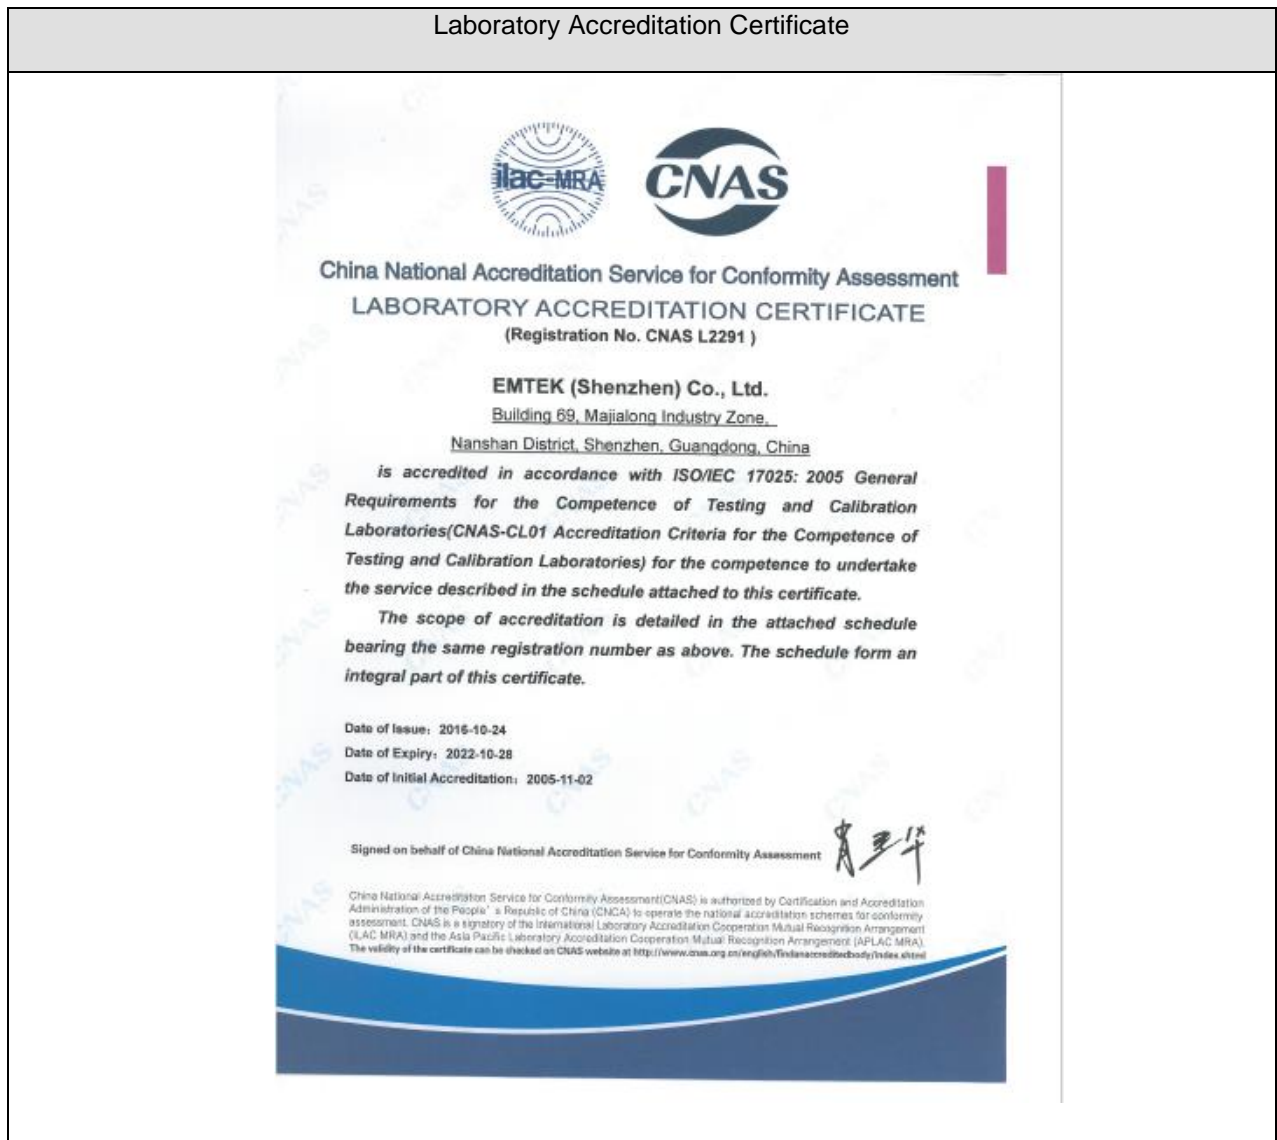 Laboratory Accreditation Certificate
ilac-MRA
CNAS
China National Accreditation Service for Conformity Assessment
LABORATORY ACCREDITATION CERTIFICATE
(Registration No. CNAS L2291 )
EMTEK (Shenzhen) Co., Ltd.
Building 69, Majialong Industry Zone,
Nanshan District, Shenzhen, Guangdong, China
is accredited in accordance with ISO/IEC 17025: 2005 General
Requirements for the Competence of Testing and Calibration
Laboratories(CNAS-CL01 Accreditation Criteria for the Competence of
Testing and Calibration Laboratories) for the competence to undertake
the service described in the schedule attached to this certificate.
The scope of accreditation is detailed in the attached schedule
bearing the same registration number as above. The schedule form an
integral part of this certificate.
Date of Issue: 2016-10-24
Date of Expiry: 2022-10-28
Date of Initial Accreditation: 2005-11-02
Signed on behalf of China National Accreditation Service for Conformity Assessment
China National Accreditation Service for Conformity Assessment(CNAS) is authorized by Certification and Accreditation
Administration of the People' s Republic of China (CNCA) to operate the national accreditation schemes for conformity
assessment. CNAS is a signatory of the International Laboratory Accreditation Cooperation Mutual Recognition Arrangement
(ILAC MRA) and the Asia Pacific Laboratory Accreditation Cooperation Mutual Recognition Arrangement (APLAC MRA).
The validity of the certificate can be checked on CNAS website at http://www.cnas.org.cn/english/findanaccreditedbody/index.shtml